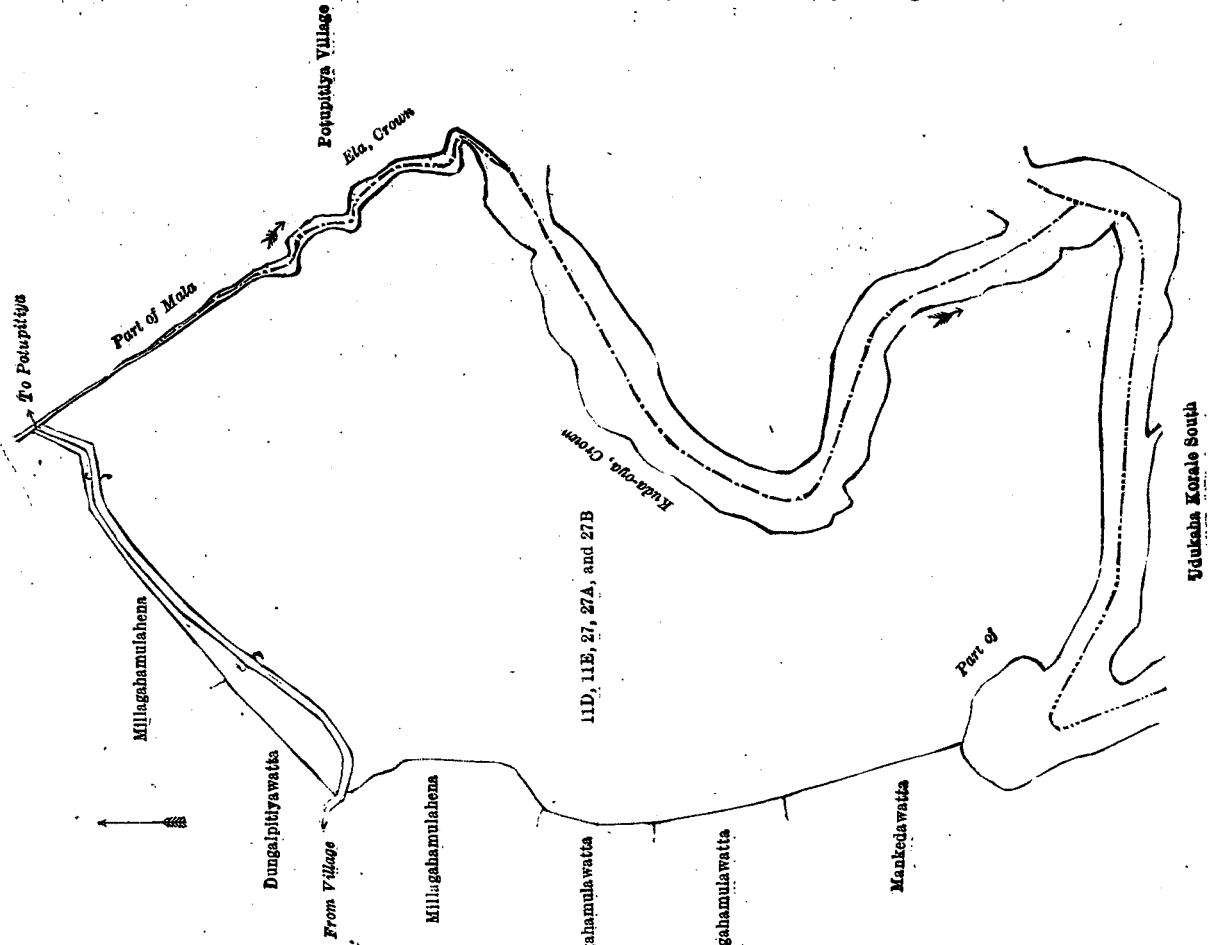 Potupitiya Village
Ela, Crown
To Potupitiya
Part of Mala
Millagahamulahena
Kuda-oya, Crown
11D, 11E, 27, 27A, and 27B
Dungalpitiyawatta
From Village
Millagahamulahena
ahamulawatta
gahamulawatta
Mankedawatta
Part of
Udukaha Korale South